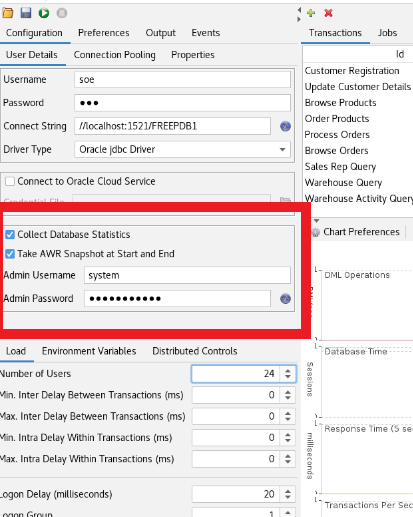 Configuration Preferences Output Events
User Details Connection Pooling Properties
Username soe
Password ●●●
Connect String //localhost:1521/FREEPDB1
Driver Type Oracle jdbc Driver
Connect to Oracle Cloud Service
Collect Database Statistics
Take AWR Snapshot at Start and End
Admin Username system
Admin Password ●●●●●●●●●●●
Load Environment Variables Distributed Controls
Number of Users 24
Min. Inter Delay Between Transactions (ms) 0
Max. Inter Delay Between Transactions (ms) 0
Min. Intra Delay Within Transactions (ms) 0
Max. Intra Delay Within Transactions (ms) 0
Logon Delay (milliseconds) 20
Logon Group 1
Transactions Jobs
Id
Customer Registration
Update Customer Details
Browse Products
Order Products
Process Orders
Browse Orders
Sales Rep Query
Warehouse Query
Warehouse Activity Query
Chart Preferences
DML Operations
Database Time
Sessions
Response Time (5 sec
milliseconds
Transactions Per Sec